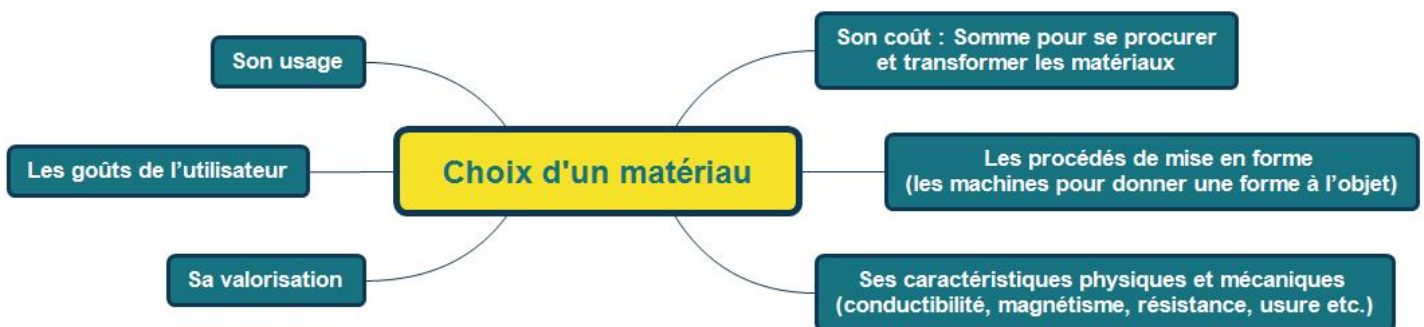 Son usage
Les goûts de l’utilisateur
Sa valorisation
Choix d'un matériau
Son coût : Somme pour se procurer
et transformer les matériaux
Les procédés de mise en forme
(les machines pour donner une forme à l’objet)
Ses caractéristiques physiques et mécaniques
(conductibilité, magnétisme, résistance, usure etc.)